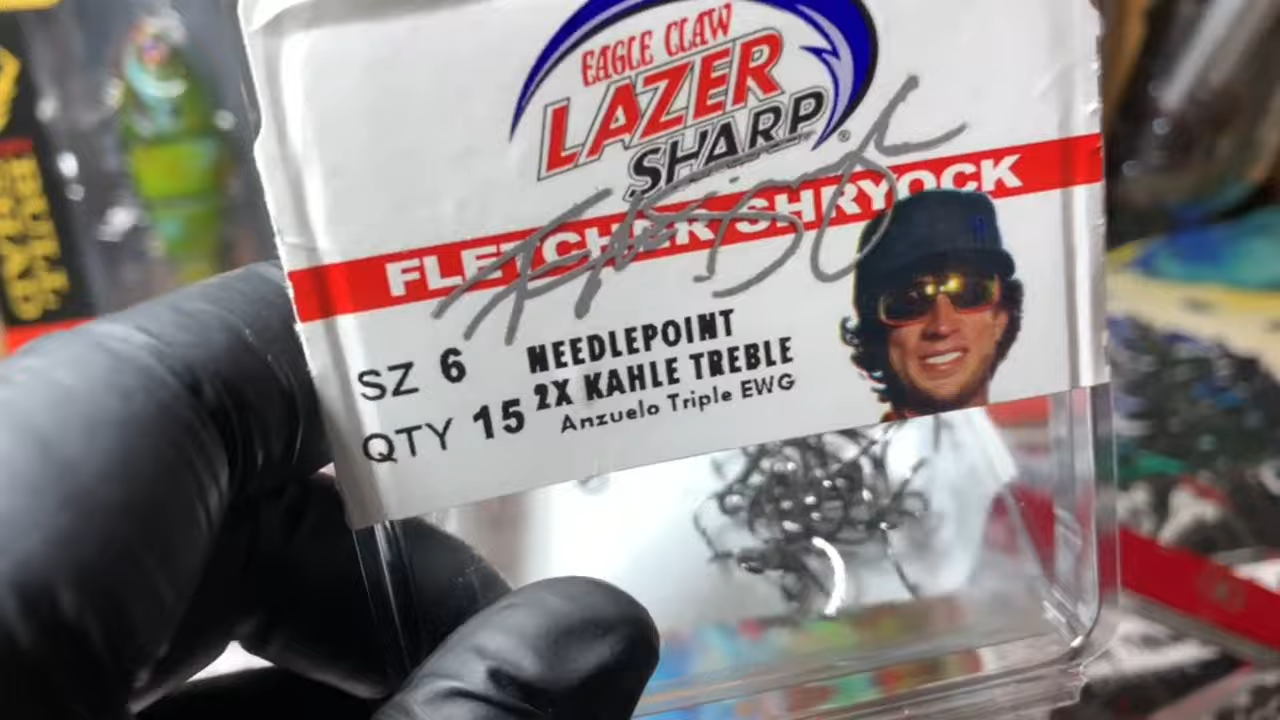 EAGLE CLAW
LAZER
SHARP®
FLETCHER SHRYOCK
SZ 6
QTY 15
NEEDLEPOINT
2X KAHLE TREBLE
Anzuelo Triple EWG